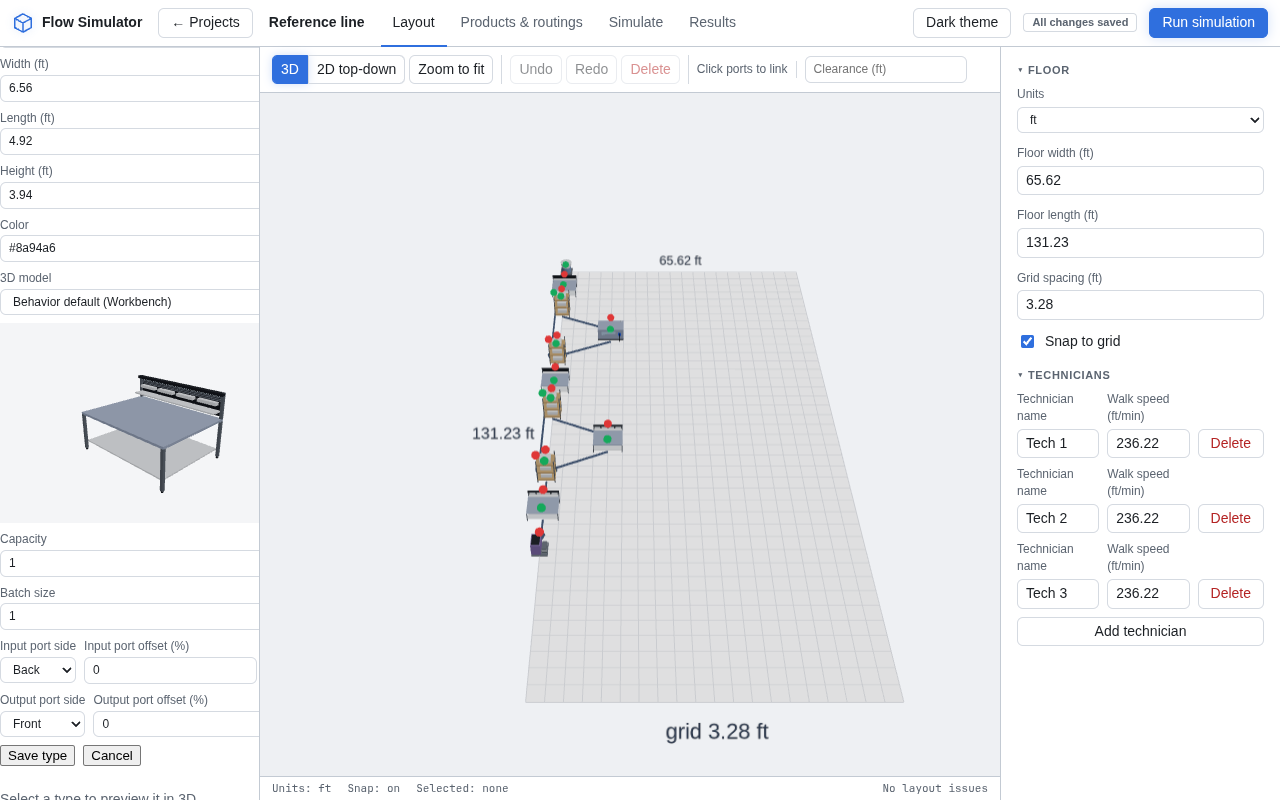 Flow Simulator
← Projects
Reference line
Layout
Products & routings
Simulate
Results
Dark theme
All changes saved
Run simulation
Width (ft)
6.56
Length (ft)
4.92
Height (ft)
3.94
Color
#8a94a6
3D model
Behavior default (Workbench)
Capacity
1
Batch size
1
Input port side
Input port offset (%)
Back
0
Output port side
Output port offset (%)
Front
0
Save type
Cancel
Select a type to preview it in 3D
3D
2D top-down
Zoom to fit
Undo
Redo
Delete
Click ports to link
Clearance (ft)
65.62 ft
131.23 ft
grid 3.28 ft
Units: ft
Snap: on
Selected: none
No layout issues
FLOOR
Units
ft
Floor width (ft)
65.62
Floor length (ft)
131.23
Grid spacing (ft)
3.28
Snap to grid
TECHNICIANS
Technician name
Walk speed (ft/min)
Tech 1
236.22
Delete
Technician name
Walk speed (ft/min)
Tech 2
236.22
Delete
Technician name
Walk speed (ft/min)
Tech 3
236.22
Delete
Add technician